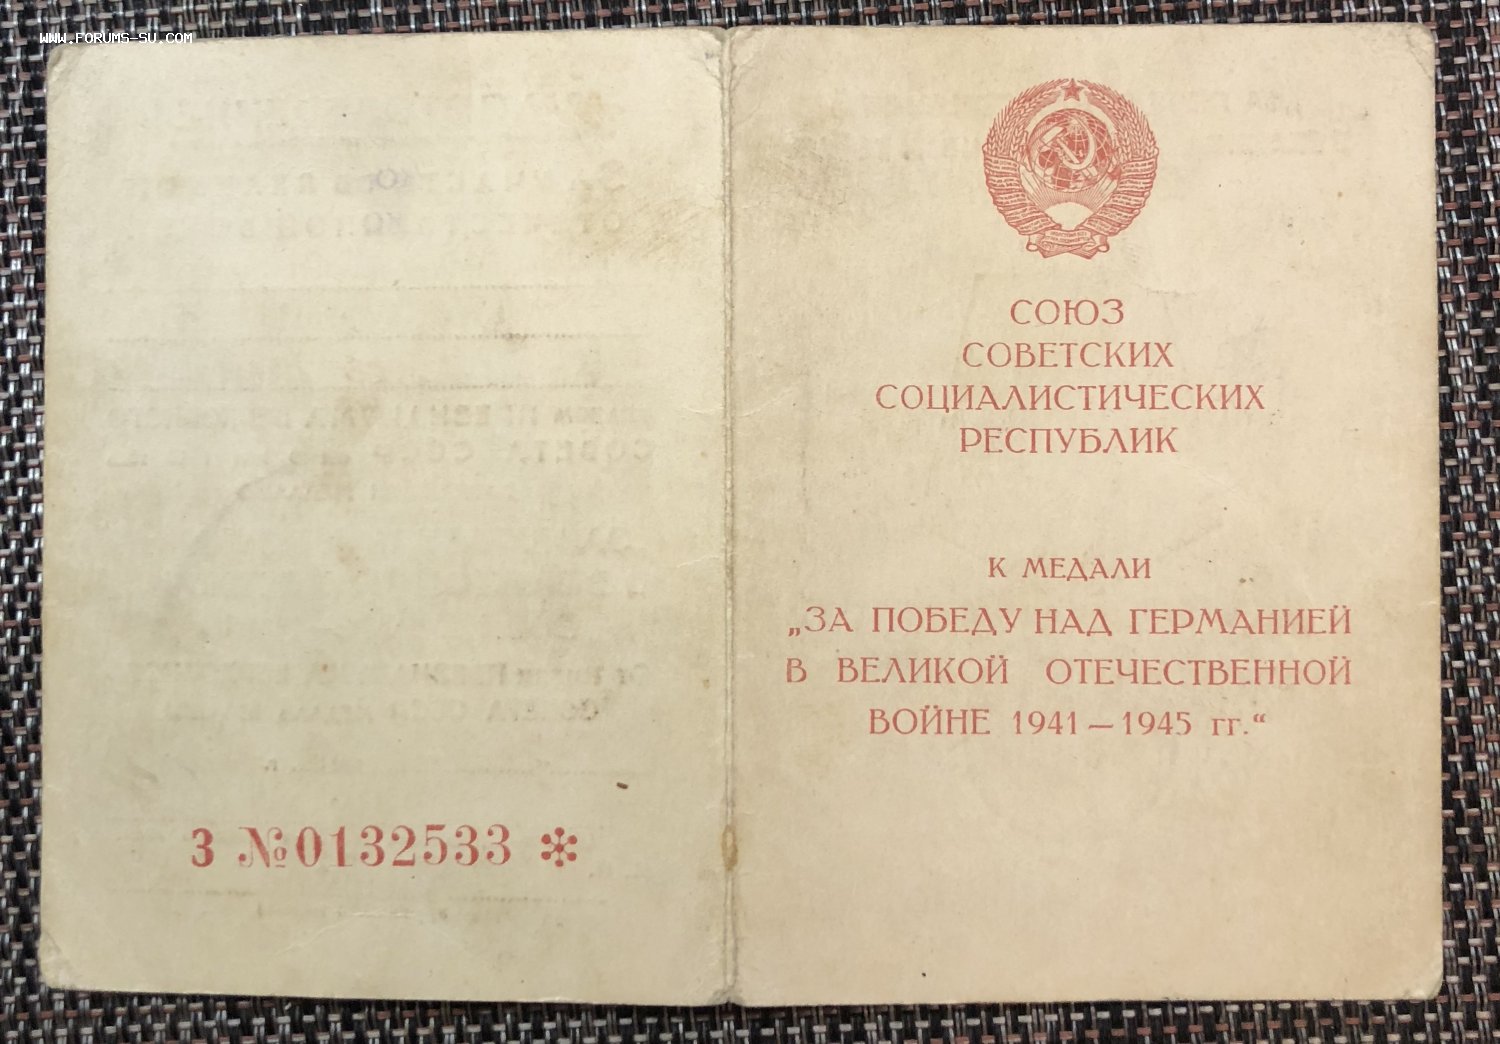 WWW.FORUMS-SU.COM
З №0132533 *
СОЮЗ
СОВЕТСКИХ
СОЦИАЛИСТИЧЕСКИХ
РЕСПУБЛИК
К МЕДАЛИ
„ЗА ПОБЕДУ НАД ГЕРМАНИЕЙ
В ВЕЛИКОЙ ОТЕЧЕСТВЕННОЙ
ВОЙНЕ 1941 — 1945 гг.“